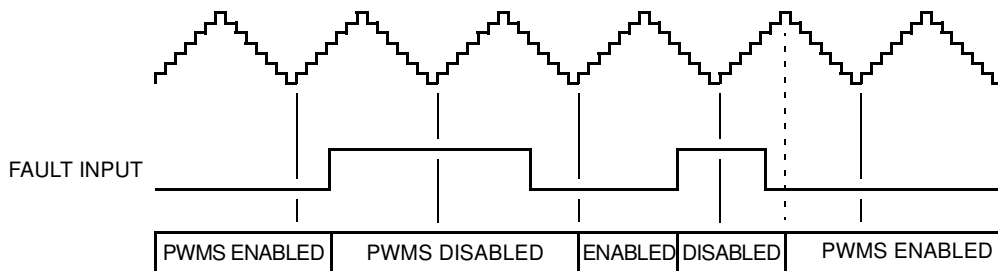 FAULT INPUT
PWMS ENABLED
PWMS DISABLED
ENABLED
DISABLED
PWMS ENABLED